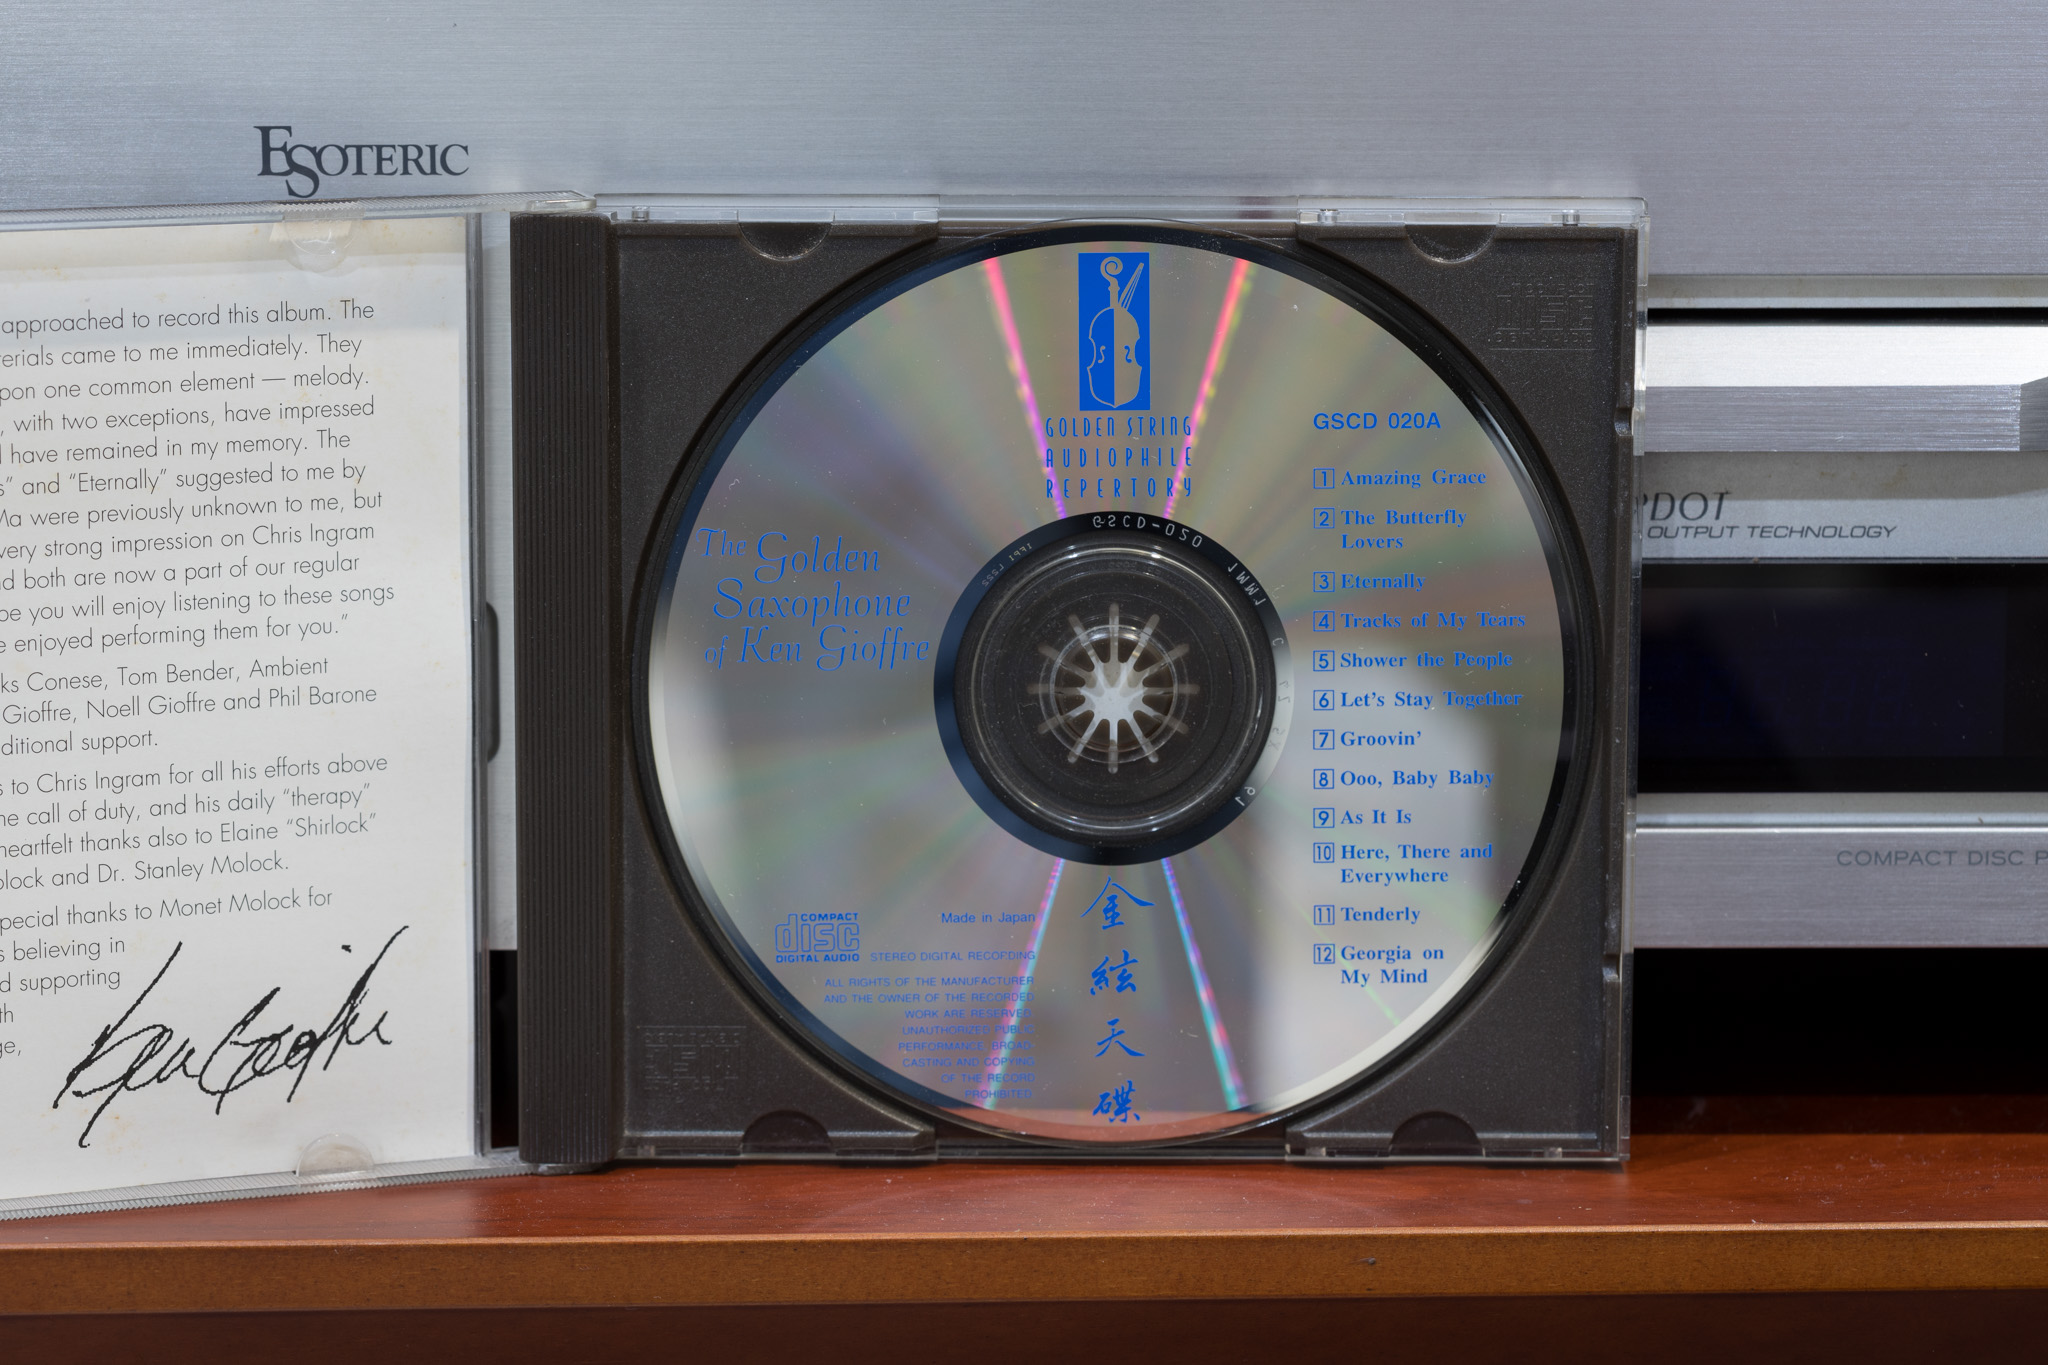 ESOTERIC
approached to record this album. The
came to me immediately. They
one common element — melody.
, with two exceptions, have impressed
have remained in my memory. The
and “Eternally” suggested to me by
Ma were previously unknown to me, but
very strong impression on Chris Ingram
both are now a part of our regular
you will enjoy listening to these songs
enjoyed performing them for you.”
Conese, Tom Bender, Ambient
Gioffre, Noell Gioffre and Phil Barone
support.
to Chris Ingram for all his efforts above
call of duty, and his daily “therapy”
heartfelt thanks also to Elaine “Shirlock”
and Dr. Stanley Molock.
special thanks to Monet Molock for
believing in
supporting
Ken Gioffre
GOLDEN STRING
AUDIOPHILE
REPERTORY
GSCD-020
The Golden
Saxophone
of Ken Gioffre
GSCD 020A
1 Amazing Grace
2 The Butterfly
Lovers
3 Eternally
4 Tracks of My Tears
5 Shower the People
6 Let's Stay Together
7 Groovin'
8 Ooo, Baby Baby
9 As It Is
10 Here, There and
Everywhere
11 Tenderly
12 Georgia on
My Mind
COMPACT
disc
DIGITAL AUDIO
Made in Japan
STEREO DIGITAL RECORDING
ALL RIGHTS OF THE MANUFACTURER
AND THE OWNER OF THE RECORDED
WORK ARE RESERVED.
UNAUTHORIZED PUBLIC
PERFORMANCE BROAD-
CASTING AND COPYING
OF THE RECORD
PROHIBITED.
金
絃
天
碟
PDOT
OUTPUT TECHNOLOGY
COMPACT DISC P